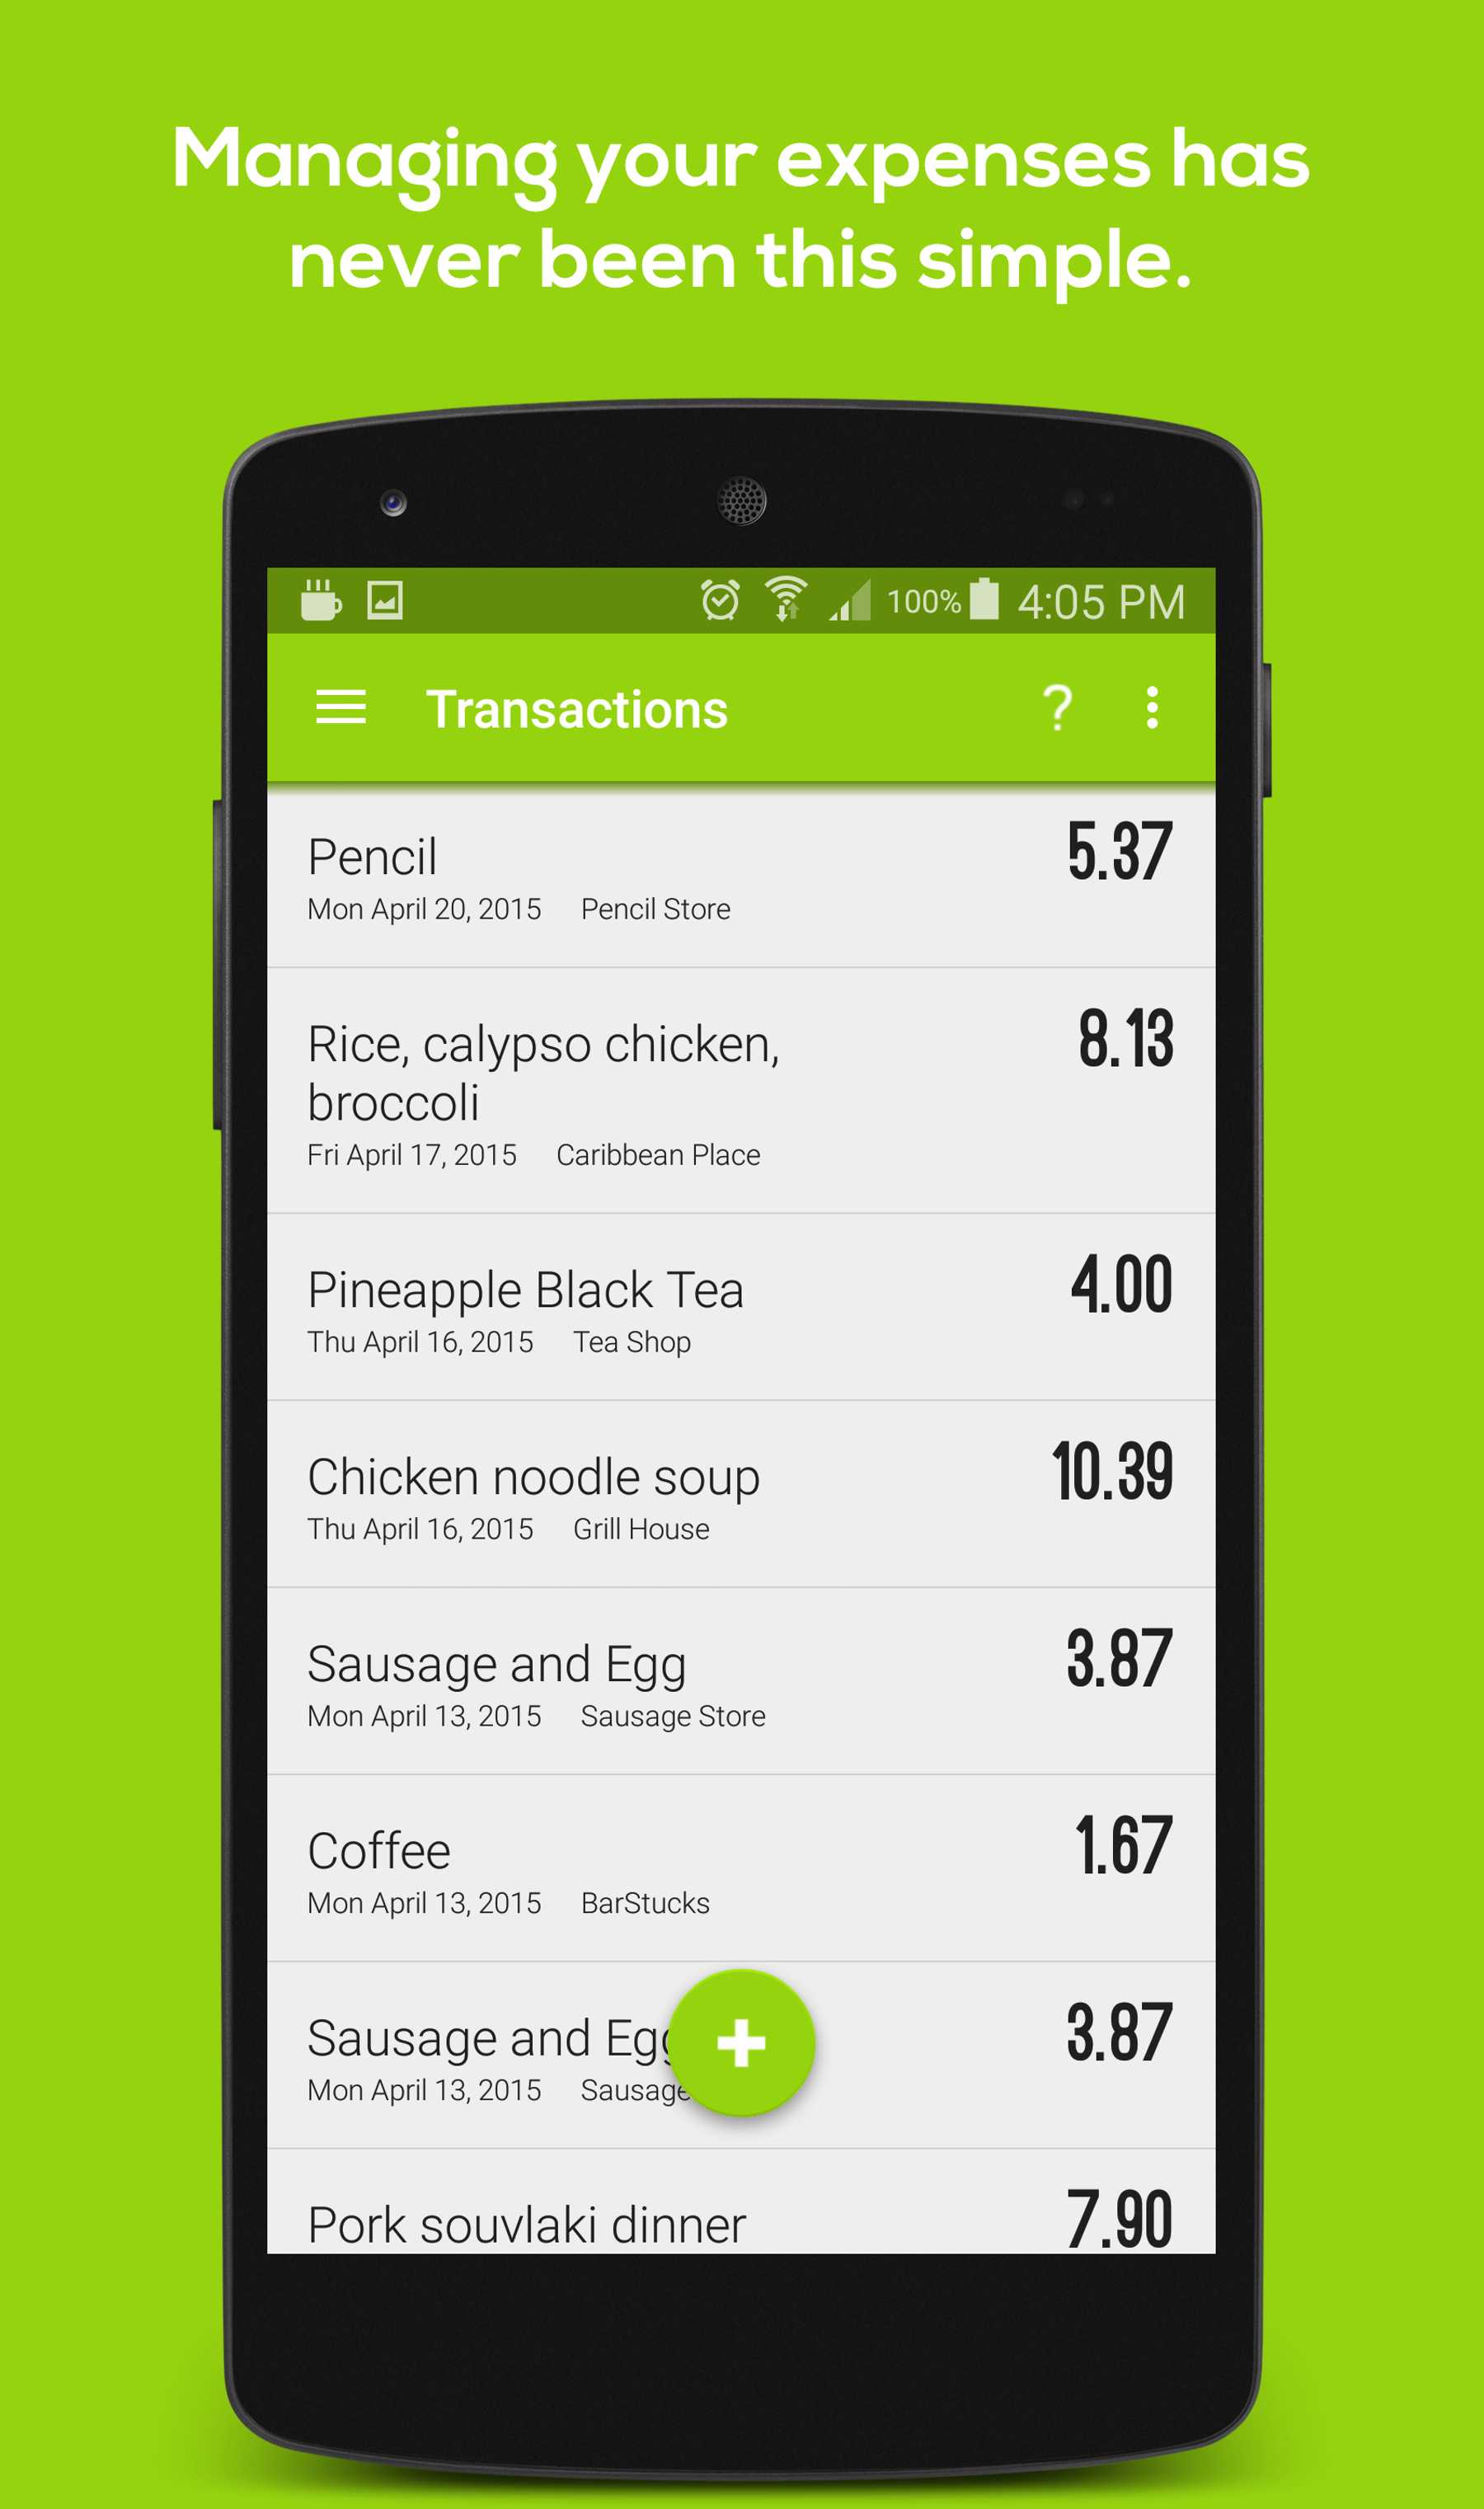 Managing your expenses has
never been this simple.
100% 4:05 PM
Transactions ?
Pencil 5.37
Mon April 20, 2015 Pencil Store
Rice, calypso chicken, 8.13
broccoli
Fri April 17, 2015 Caribbean Place
Pineapple Black Tea 4.00
Thu April 16, 2015 Tea Shop
Chicken noodle soup 10.39
Thu April 16, 2015 Grill House
Sausage and Egg 3.87
Mon April 13, 2015 Sausage Store
Coffee 1.67
Mon April 13, 2015 BarStucks
Sausage and Egg 3.87
Mon April 13, 2015 Sausage
Pork souvlaki dinner 7.90